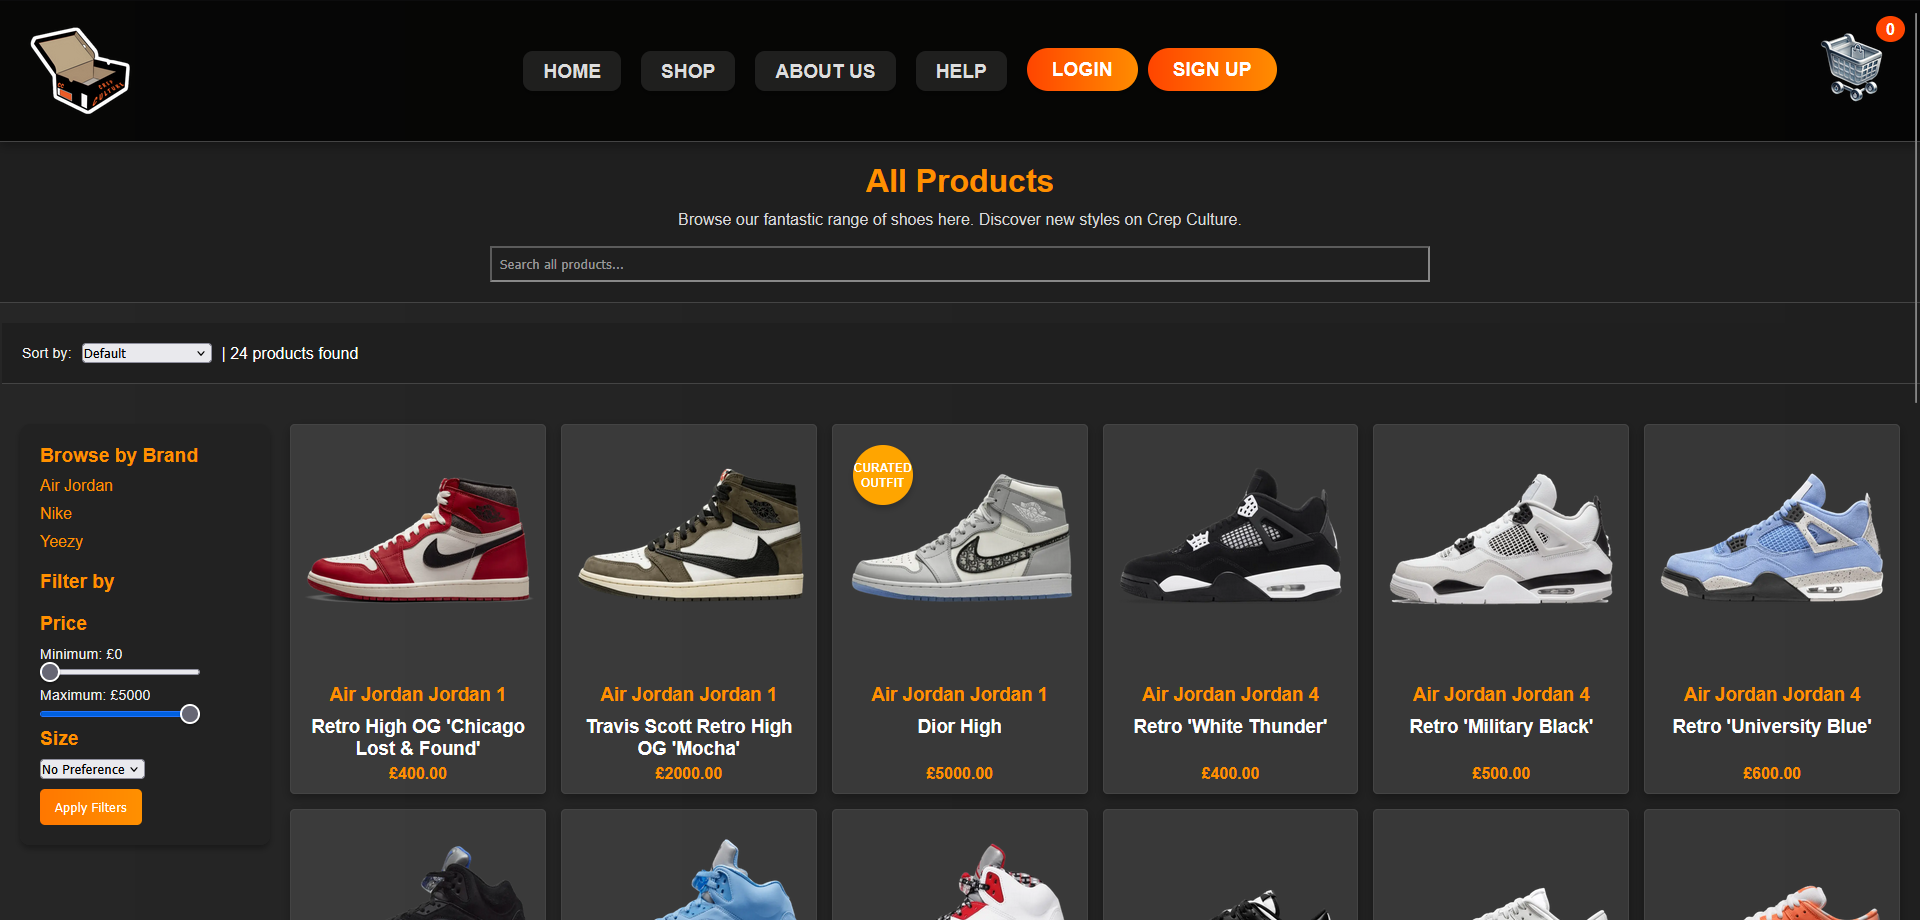 CREP
CULTURE
HOME
SHOP
ABOUT US
HELP
LOGIN
SIGN UP
0
All Products
Browse our fantastic range of shoes here. Discover new styles on Crep Culture.
Search all products...
Sort by:
Default
| 24 products found
Browse by Brand
Air Jordan
Nike
Yeezy
Filter by
Price
Minimum: £0
Maximum: £5000
Size
No Preference
Apply Filters
Air Jordan Jordan 1
Retro High OG 'Chicago
Lost & Found'
£400.00
Air Jordan Jordan 1
Travis Scott Retro High
OG 'Mocha'
£2000.00
CURATED
OUTFIT
Air Jordan Jordan 1
Dior High
£5000.00
Air Jordan Jordan 4
Retro 'White Thunder'
£400.00
Air Jordan Jordan 4
Retro 'Military Black'
£500.00
Air Jordan Jordan 4
Retro 'University Blue'
£600.00